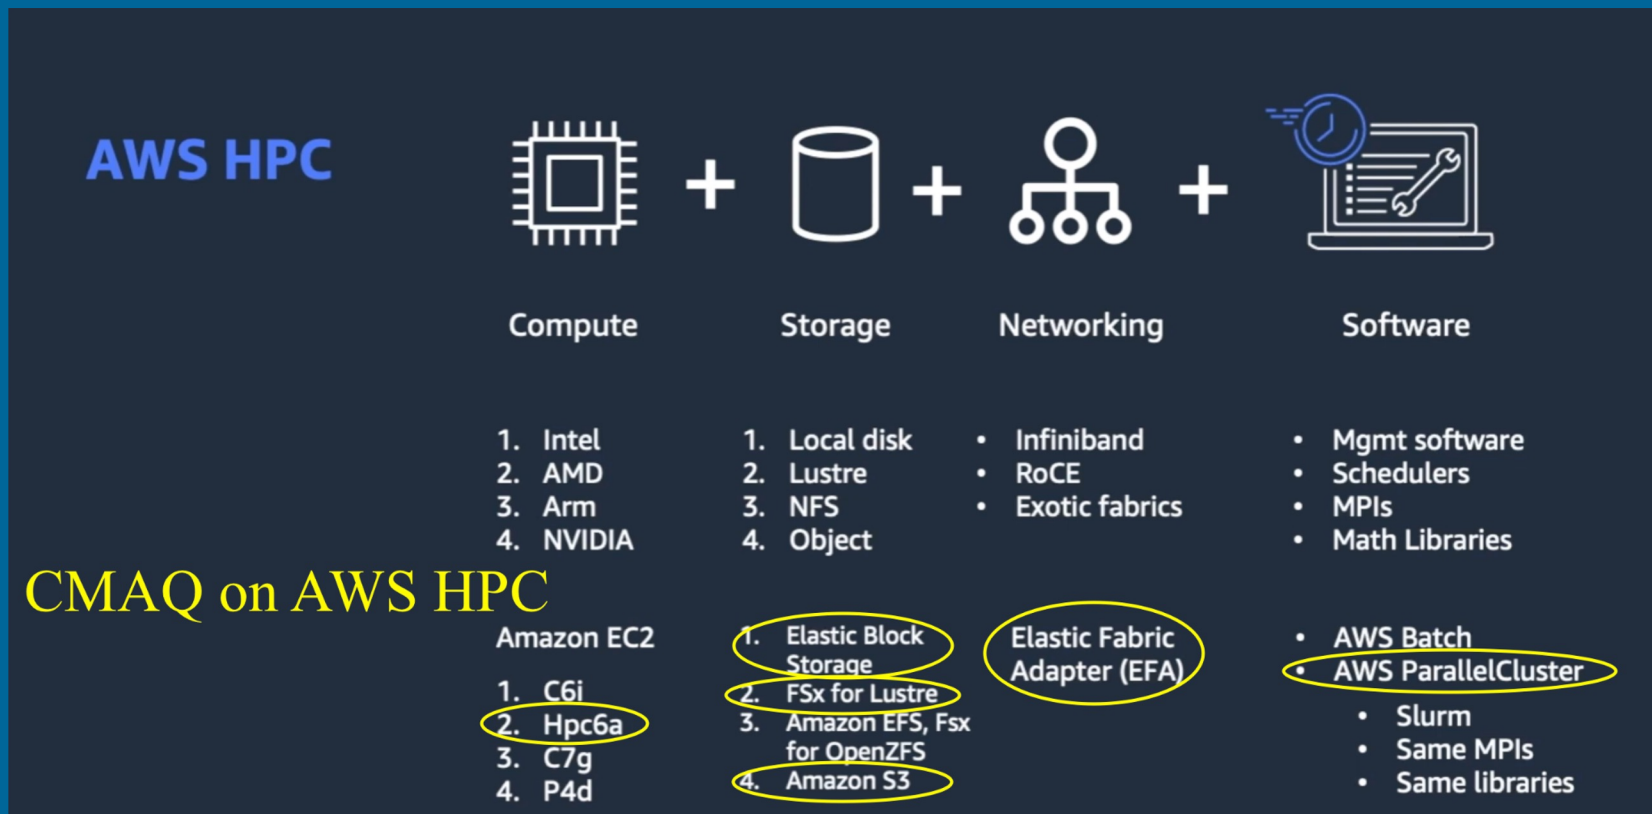 AWS HPC
Compute
Storage
Networking
Software
1. Intel
2. AMD
3. Arm
4. NVIDIA
1. Local disk
2. Lustre
3. NFS
4. Object
• Infiniband
• RoCE
• Exotic fabrics
• Mgmt software
• Schedulers
• MPIs
• Math Libraries
CMAQ on AWS HPC
Amazon EC2
1. C6i
2. Hpc6a
3. C7g
4. P4d
1. Elastic Block
Storage
2. FSx for Lustre
3. Amazon EFS, Fsx
for OpenZFS
4. Amazon S3
Elastic Fabric
Adapter (EFA)
• AWS Batch
• AWS ParallelCluster
• Slurm
• Same MPIs
• Same libraries